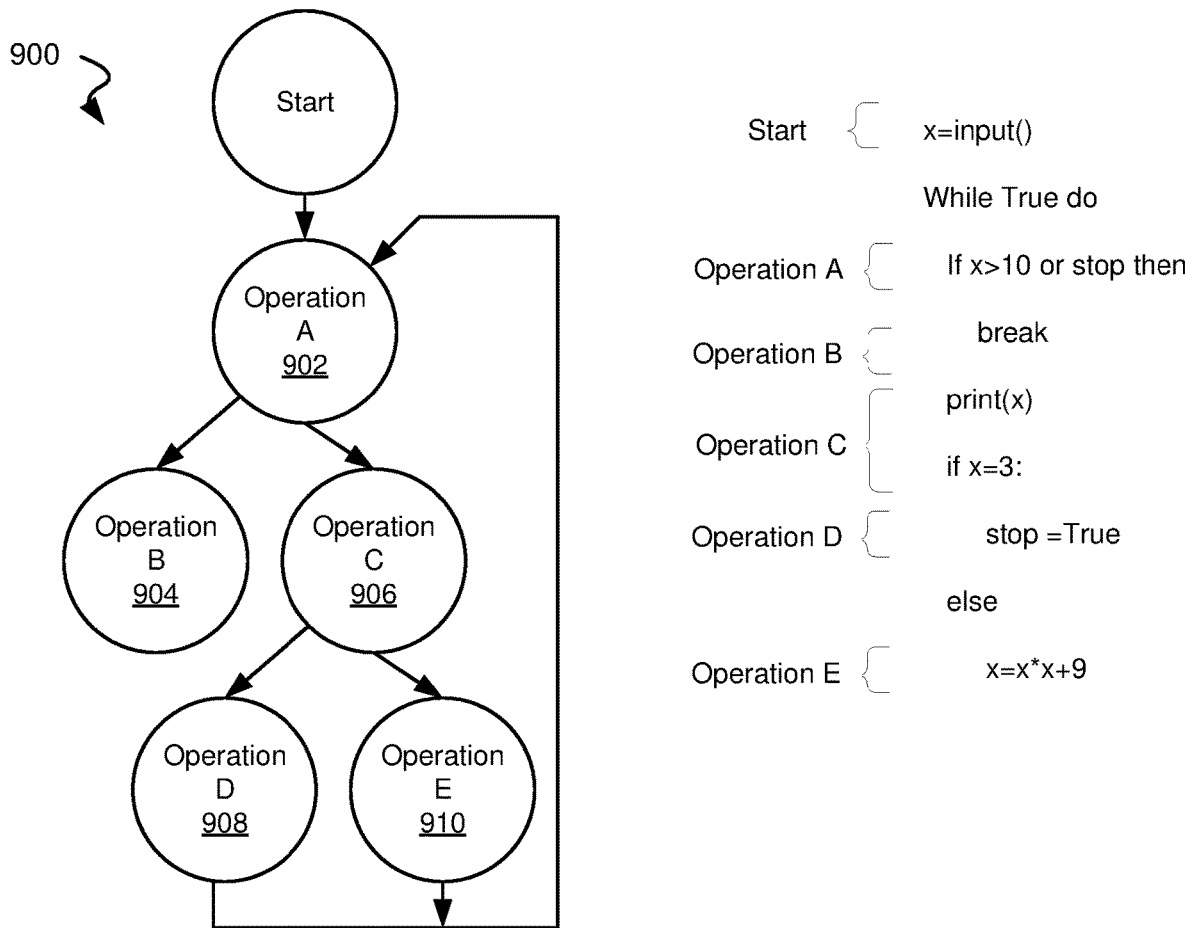 900
Start
Operation
A
902
Operation
B
904
Operation
C
906
Operation
D
908
Operation
E
910
Start x=input()
While True do
Operation A If x>10 or stop then
Operation B break
Operation C print(x)
if x=3:
Operation D stop =True
else
Operation E x=x*x+9